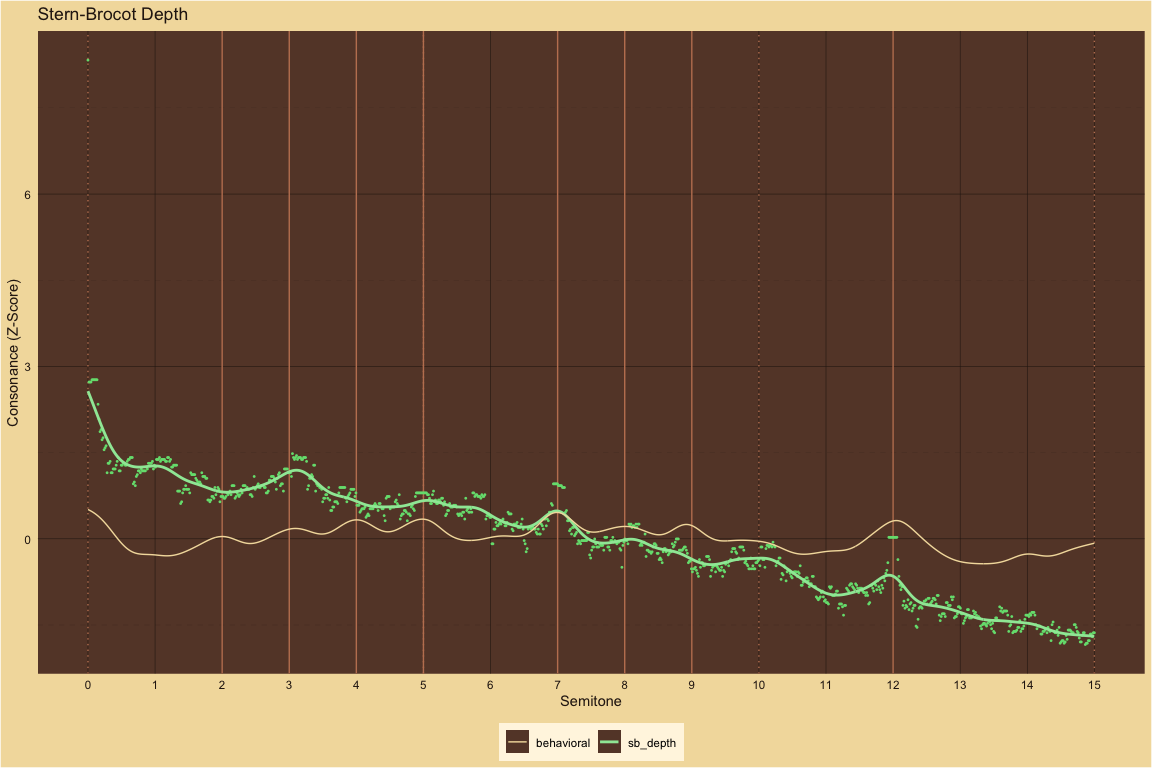 Stern-Brocot Depth
Consonance (Z-Score)
6
3
0
0 1 2 3 4 5 6 7 8 9 10 11 12 13 14 15
Semitone
behavioral sb_depth